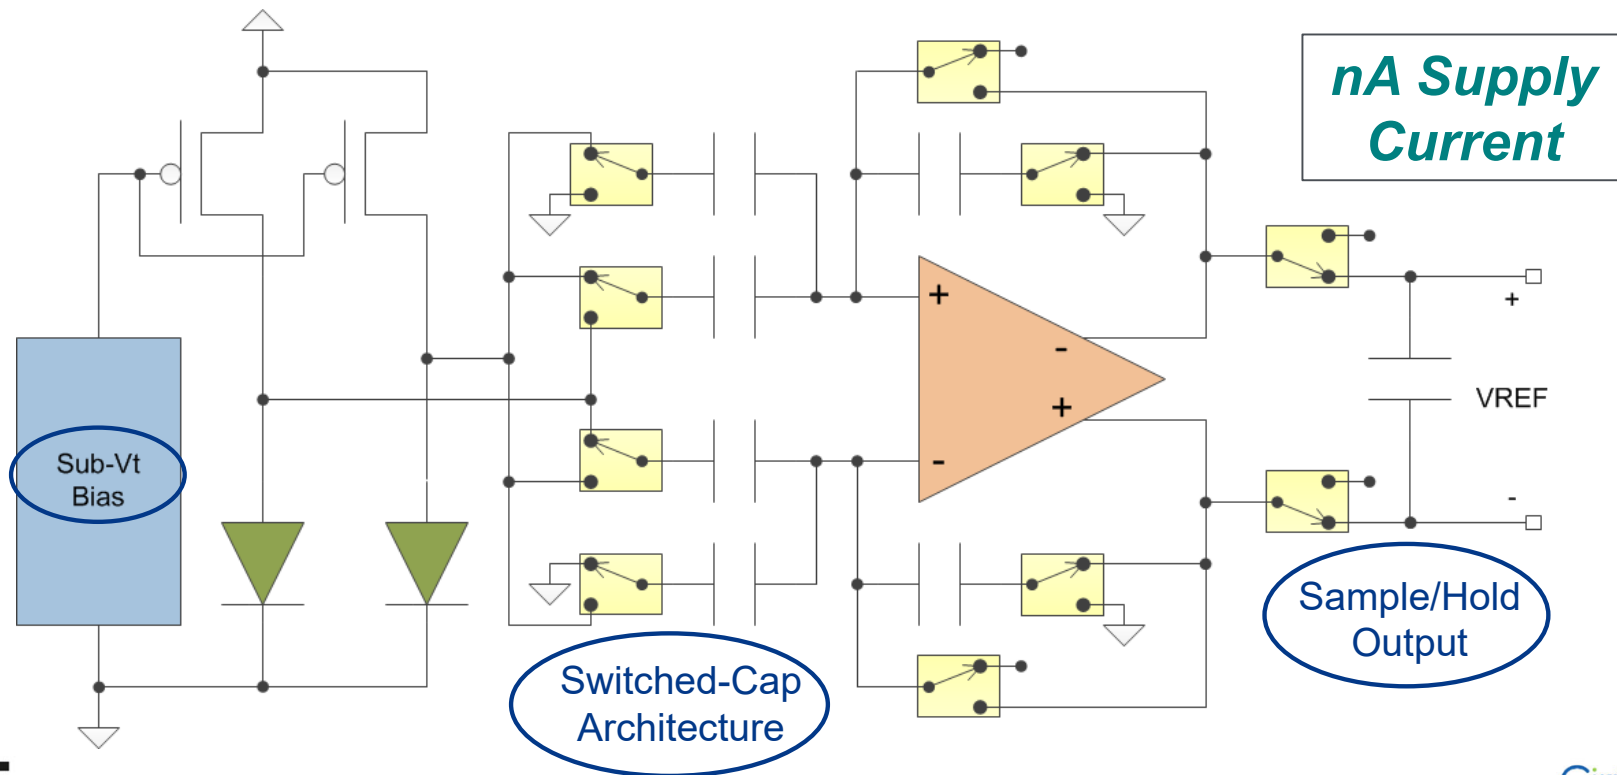 nA Supply
Current
+
-
+
-
+
VREF
-
Sub-Vt
Bias
Switched-Cap
Architecture
Sample/Hold
Output